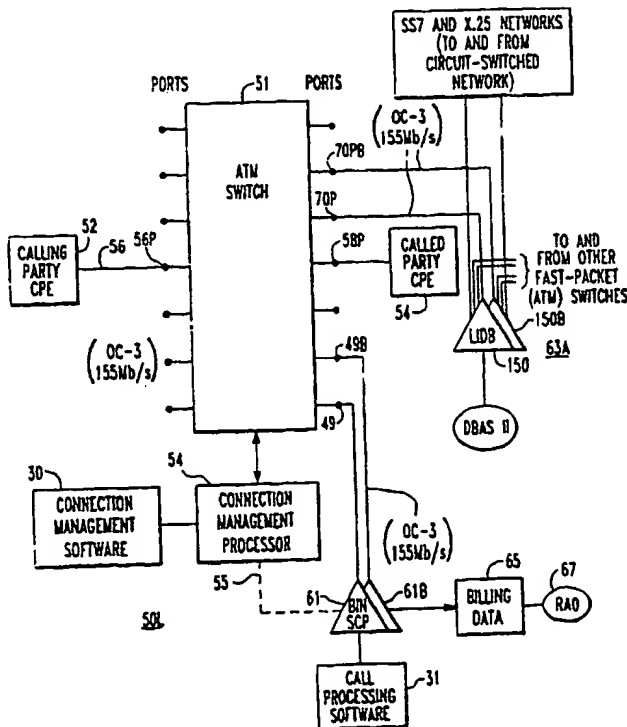 SS7 AND X.25 NETWORKS
(TO AND FROM
CIRCUIT-SWITCHED
NETWORK)
PORTS
51
PORTS
(OC-3
155Mb/s)
70PB
ATM
SWITCH
70P
52
56
56P
58P
CALLING
PARTY
CPE
CALLED
PARTY
CPE
54
TO AND
FROM OTHER
FAST-PACKET
(ATM) SWITCHES
150B
LIDB
63A
150
(OC-3
155Mb/s)
49B
49
DBAS II
30
54
CONNECTION
MANAGEMENT
SOFTWARE
CONNECTION
MANAGEMENT
PROCESSOR
(OC-3
155Mb/s)
55
61
61B
65
67
BIN
SCP
BILLING
DATA
RAO
50L
CALL
PROCESSING
SOFTWARE
31